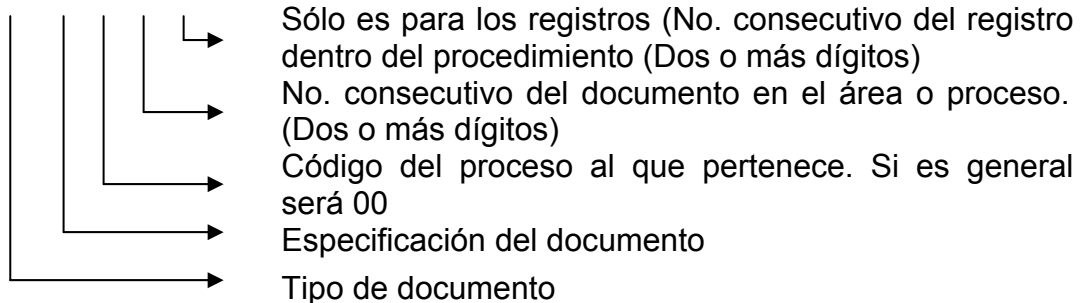 Sólo es para los registros (No. consecutivo del registro
dentro del procedimiento (Dos o más dígitos)
No. consecutivo del documento en el área o proceso.
(Dos o más dígitos)
Código del proceso al que pertenece. Si es general
será 00
Especificación del documento
Tipo de documento